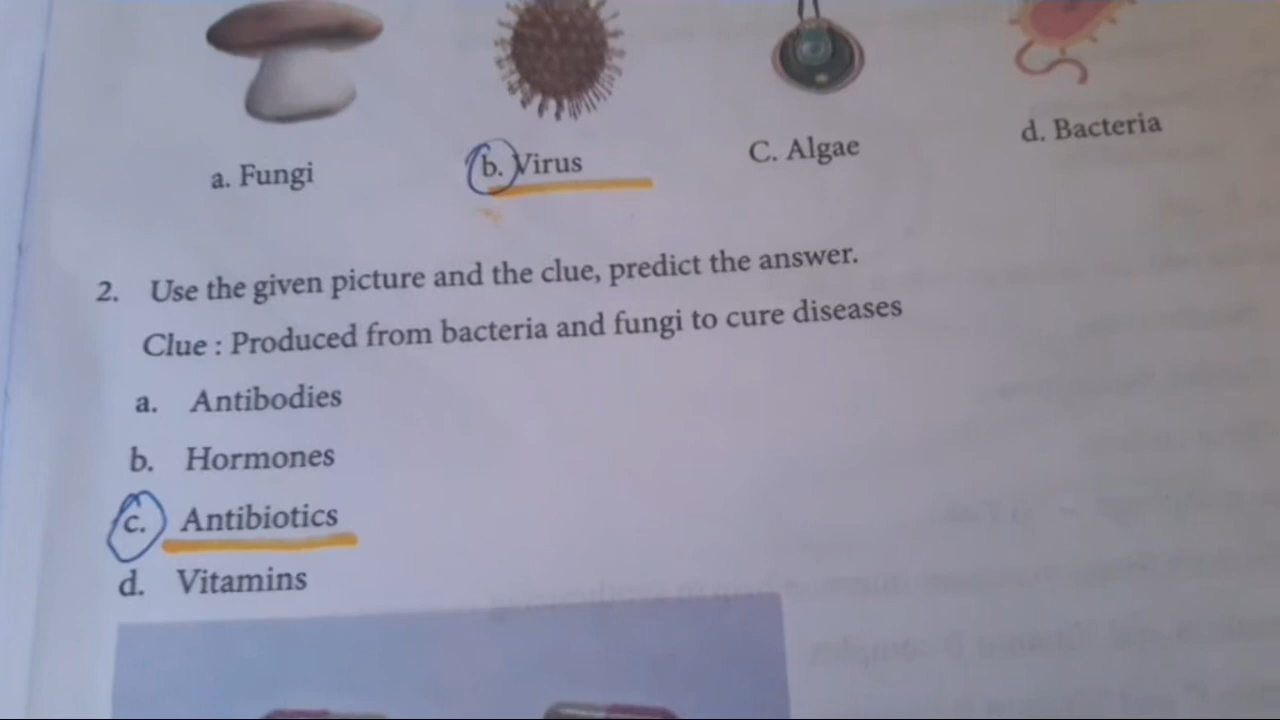 a. Fungi b. Virus C. Algae d. Bacteria
2. Use the given picture and the clue, predict the answer.
Clue : Produced from bacteria and fungi to cure diseases
a. Antibodies
b. Hormones
c. Antibiotics
d. Vitamins